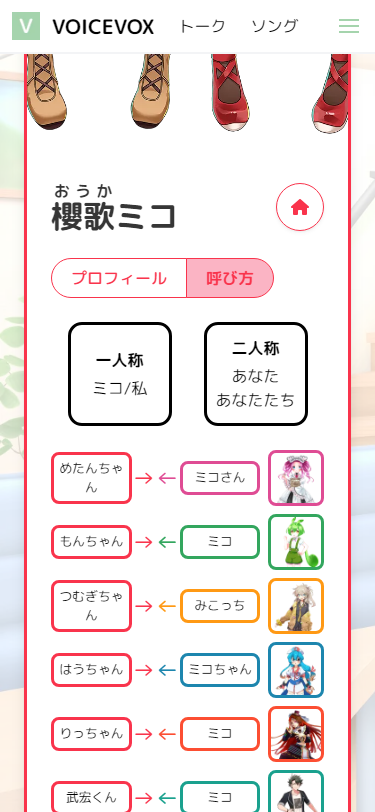 V VOICEVOX トーク ソング
おうか
櫻歌ミコ
プロフィール 呼び方
一人称
ミコ/私
二人称
あなた
あなたたち
めたんちゃ
ん
ミコさん
もんちゃん ミコ
つむぎちゃ
ん
みこっち
はうちゃん ミコちゃん
りっちゃん ミコ
武宏くん ミコ